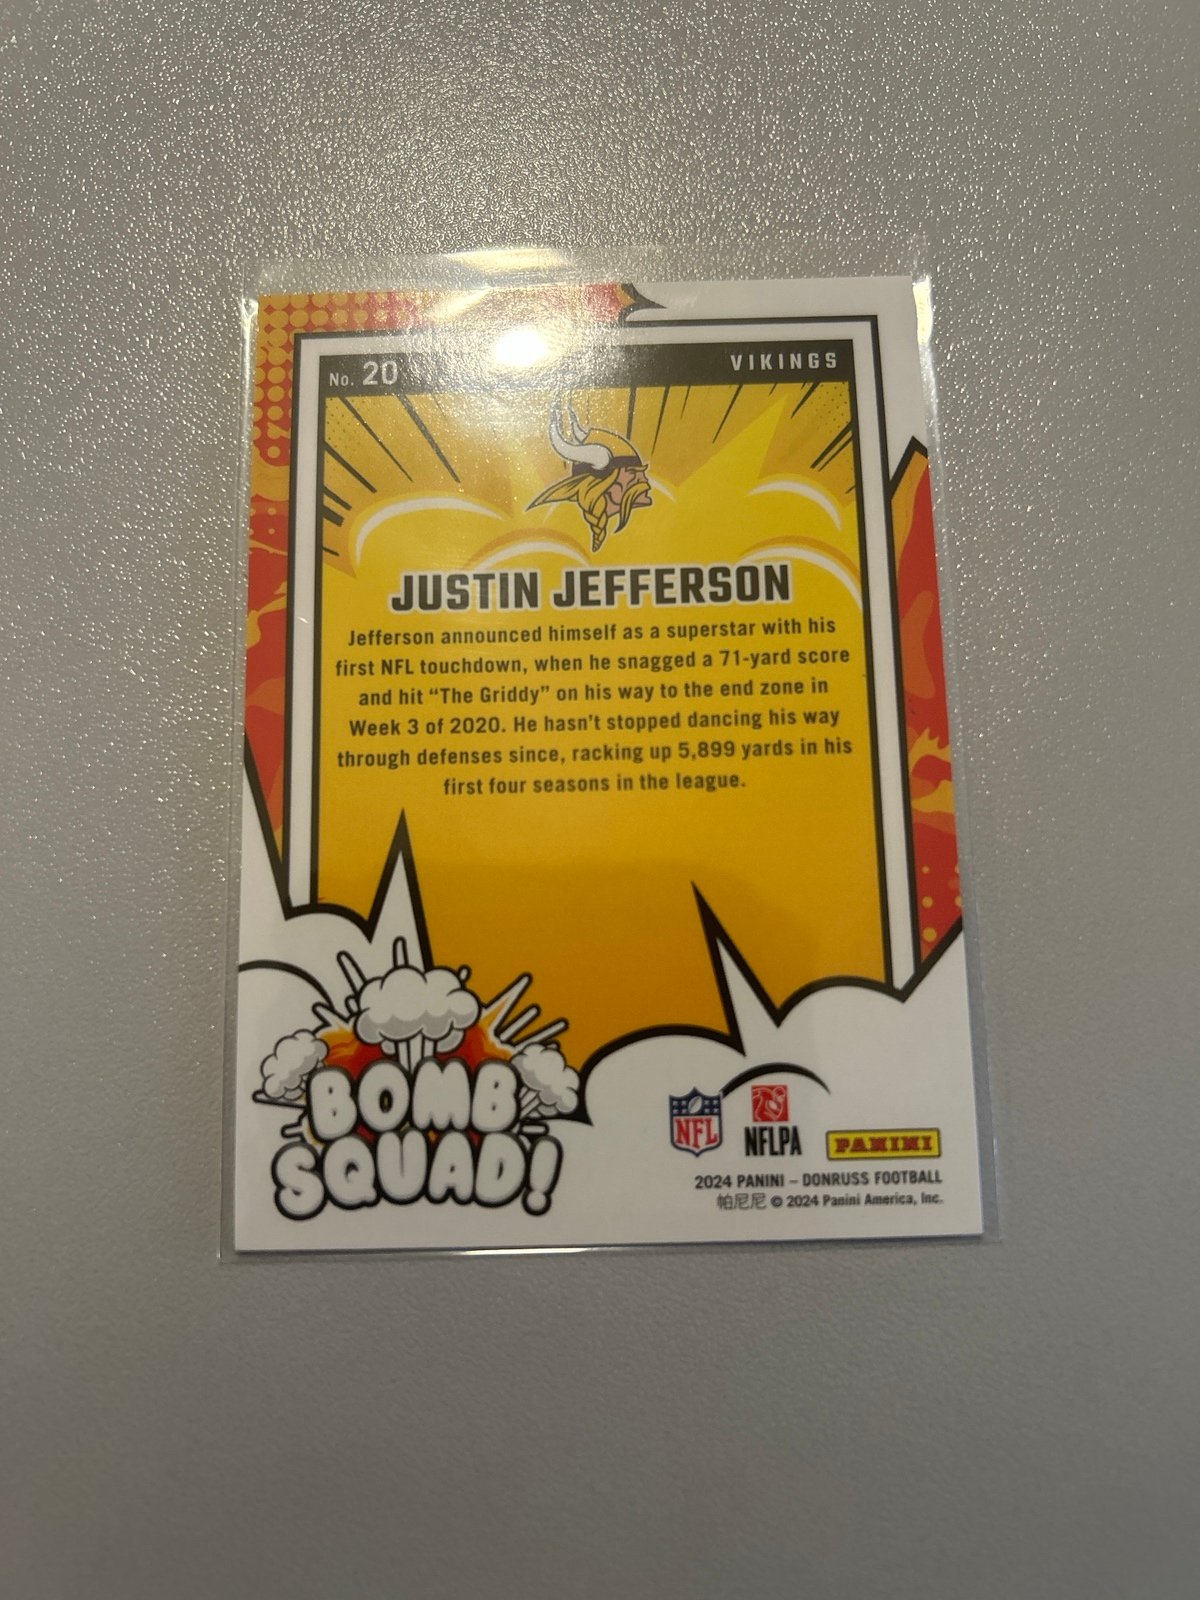 No. 20
VIKINGS
JUSTIN JEFFERSON
Jefferson announced himself as a superstar with his
first NFL touchdown, when he snagged a 71-yard score
and hit “The Griddy” on his way to the end zone in
Week 3 of 2020. He hasn't stopped dancing his way
through defenses since, racking up 5,899 yards in his
first four seasons in the league.
BOMB
SQUAD!
NFL
NFLPA
PANINI
2024 PANINI – DONRUSS FOOTBALL
帕尼尼 © 2024 Panini America, Inc.